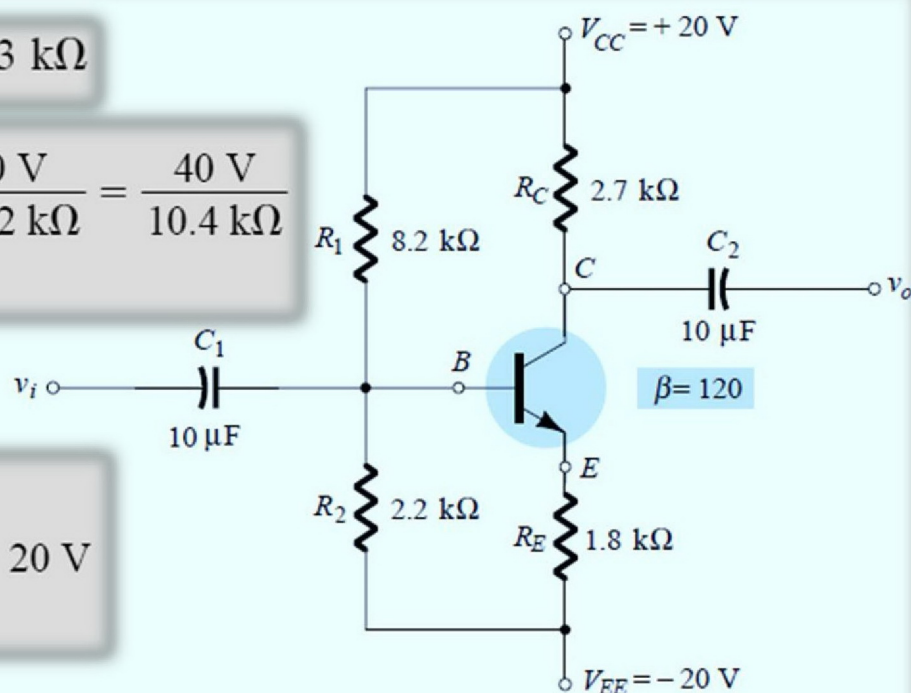 3 kΩ
V
2 kΩ
=
40 V
10.4 kΩ
20 V
V_CC = + 20 V
R_C 2.7 kΩ
R_1 8.2 kΩ
C
C_2
10 μF
v_o
C_1
10 μF
v_i
B
β= 120
E
R_2 2.2 kΩ
R_E 1.8 kΩ
V_EE = − 20 V